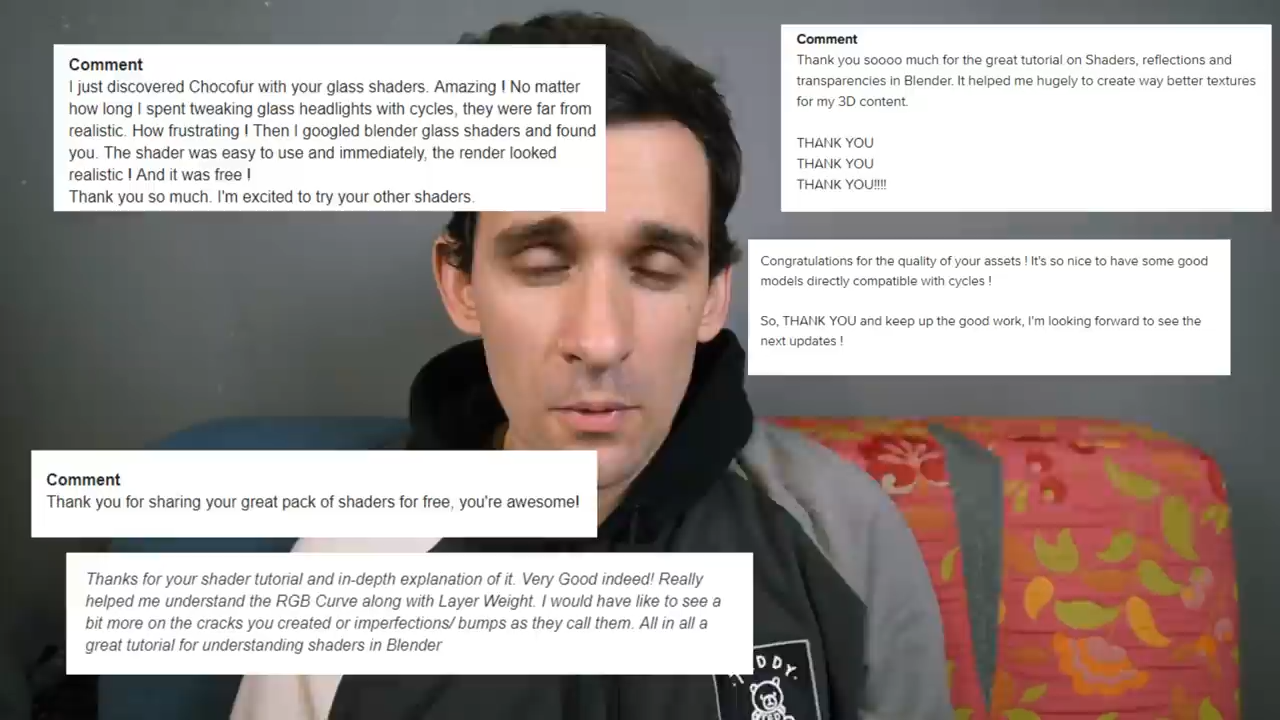 Comment
I just discovered Chocofur with your glass shaders. Amazing ! No matter
how long I spent tweaking glass headlights with cycles, they were far from
realistic. How frustrating ! Then I googled blender glass shaders and found
you. The shader was easy to use and immediately, the render looked
realistic ! And it was free !
Thank you so much. I'm excited to try your other shaders.
Comment
Thank you soooo much for the great tutorial on Shaders, reflections and
transparencies in Blender. It helped me hugely to create way better textures
for my 3D content.
THANK YOU
THANK YOU
THANK YOU!!!!
Congratulations for the quality of your assets ! It's so nice to have some good
models directly compatible with cycles !
So, THANK YOU and keep up the good work, I'm looking forward to see the
next updates !
Comment
Thank you for sharing your great pack of shaders for free, you're awesome!
Thanks for your shader tutorial and in-depth explanation of it. Very Good indeed! Really
helped me understand the RGB Curve along with Layer Weight. I would have like to see a
bit more on the cracks you created or imperfections/ bumps as they call them. All in all a
great tutorial for understanding shaders in Blender